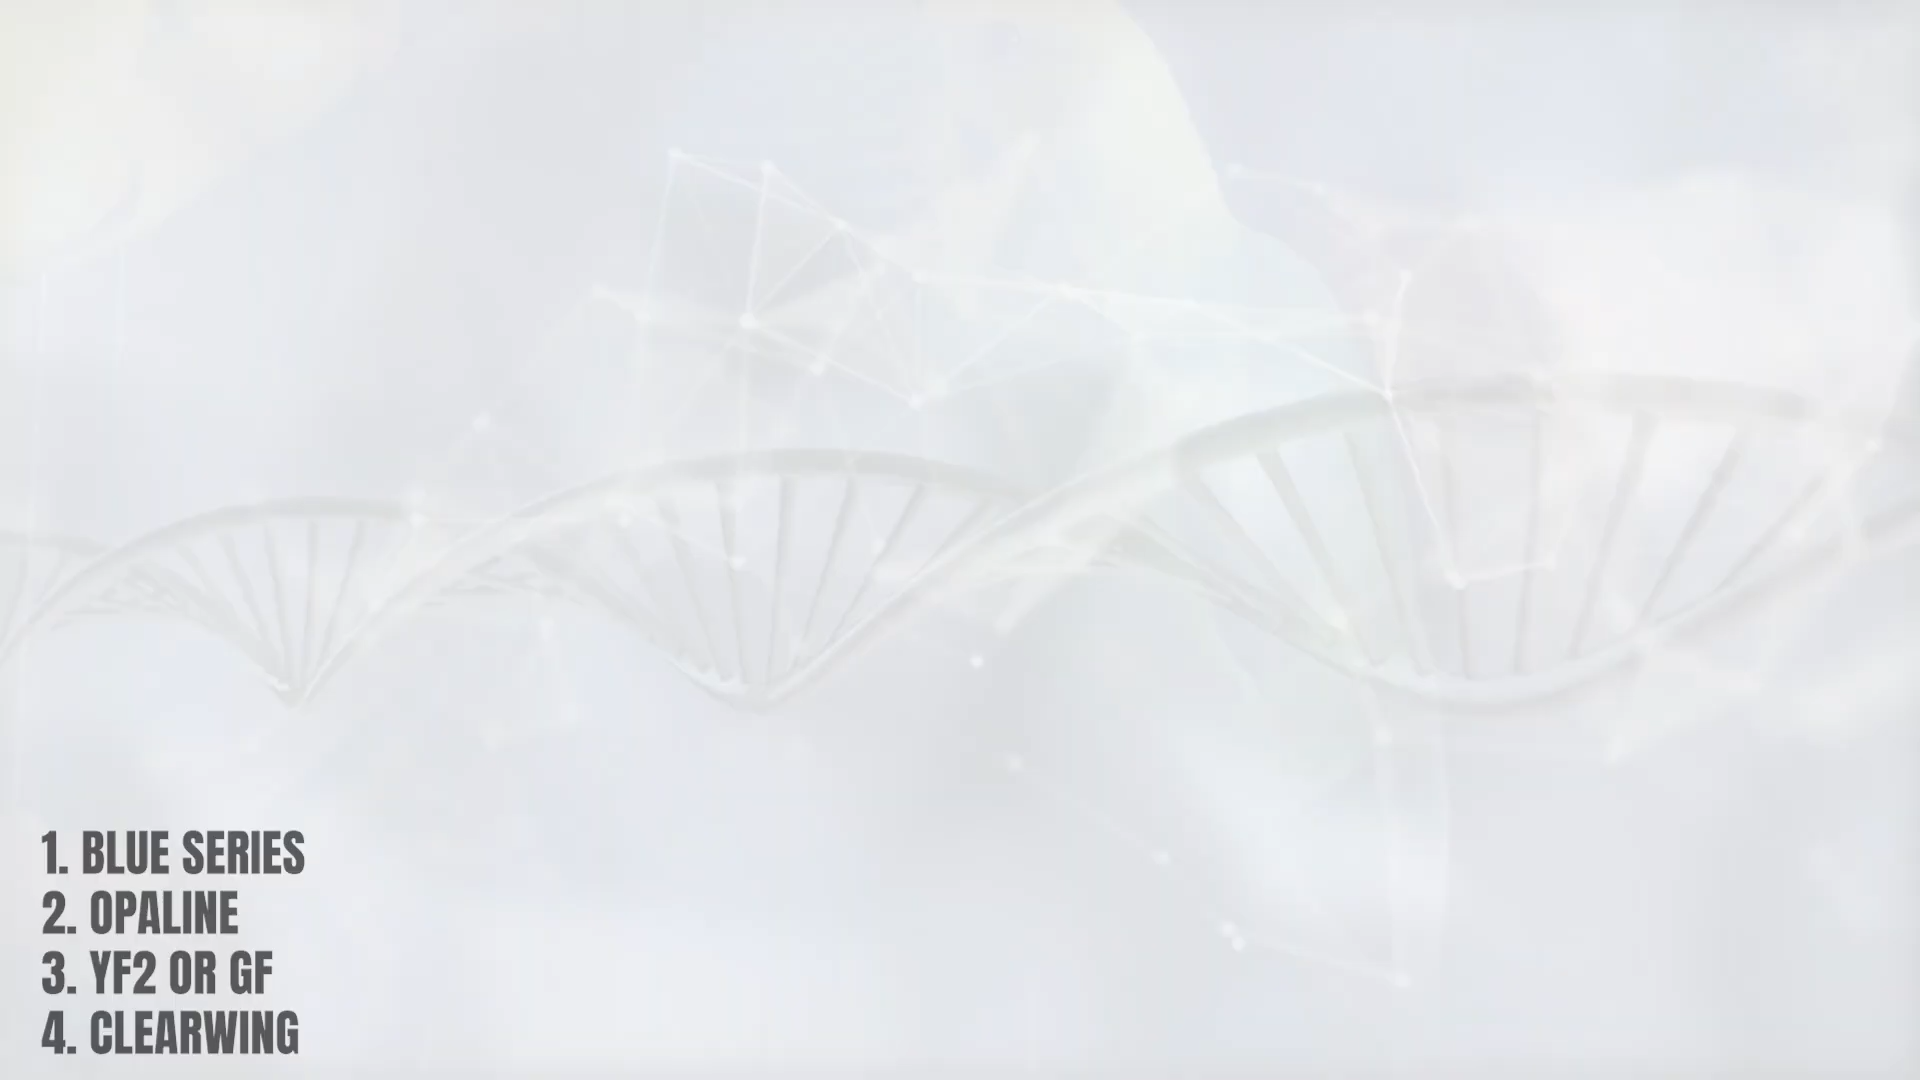 1. BLUE SERIES
2. OPALINE
3. YF2 OR GF
4. CLEARWING